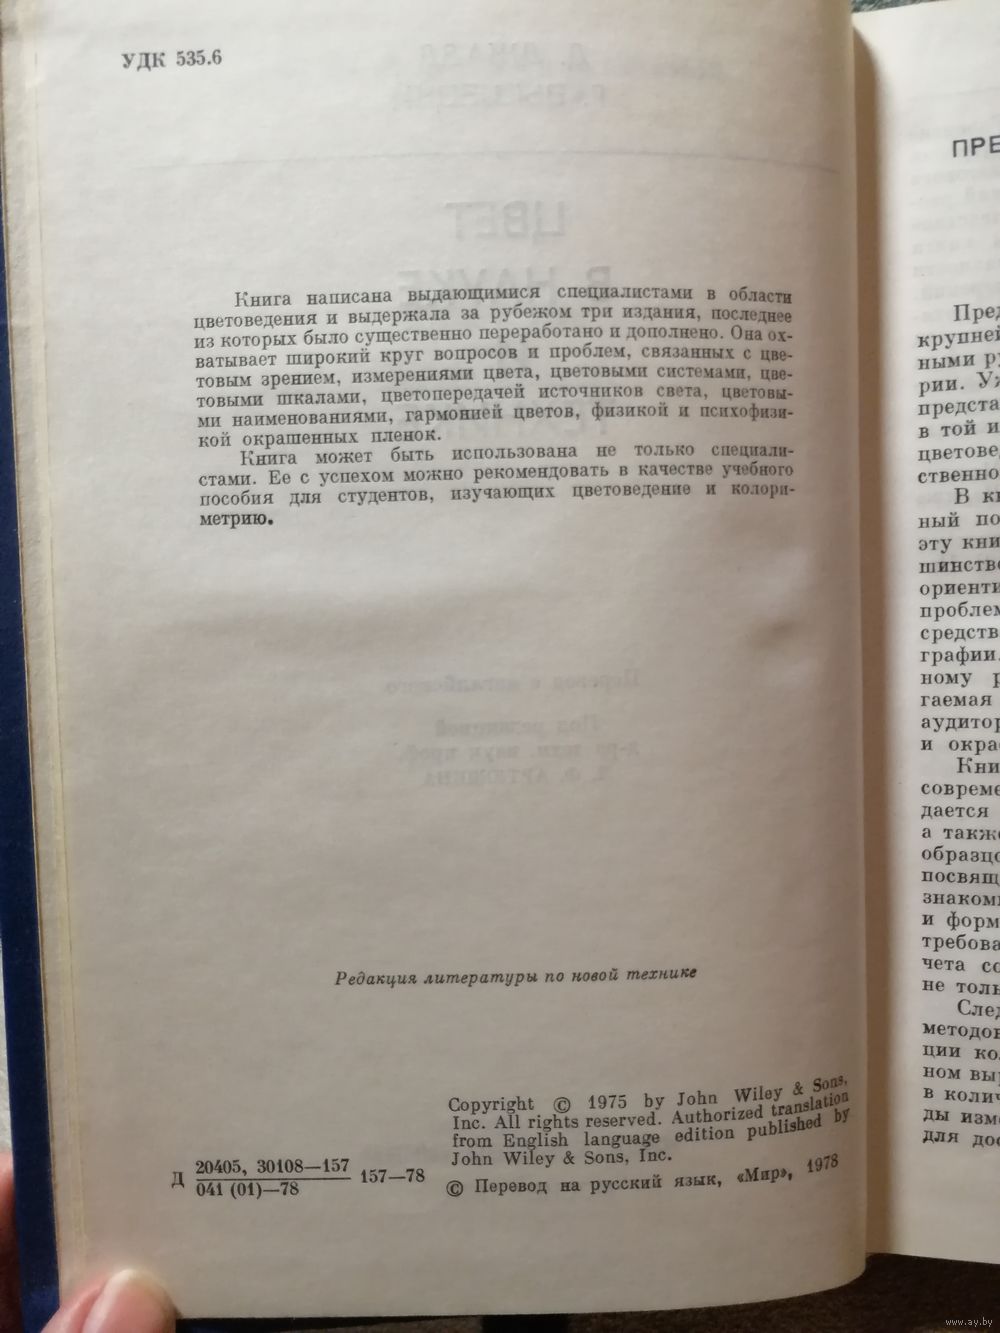 УДК 535.6
Книга написана выдающимися специалистами в области
цветоведения и выдержала за рубежом три издания, последнее
из которых было существенно переработано и дополнено. Она ох-
ватывает широкий круг вопросов и проблем, связанных с цве-
товым зрением, измерениями цвета, цветовыми системами, цве-
товыми шкалами, цветопередачей источников света, цветовы-
ми наименованиями, гармонией цветов, физикой и психофизи-
кой окрашенных пленок.
Книга может быть использована не только специали-
стами. Ее с успехом можно рекомендовать в качестве учебного
пособия для студентов, изучающих цветоведение и колори-
метрию.
Редакция литературы по новой технике
Copyright © 1975 by John Wiley & Sons,
Inc. All rights reserved. Authorized translation
from English language edition published by
John Wiley & Sons, Inc.
Д 20405, 30108—157
041 (01)—78
157—78
© Перевод на русский язык, «Мир», 1978
ПРЕ
Пред
крупней
ными ру
рии. Уж
предста
в той и
цветове
ственно
В к
ный по
эту кни
шинств
ориенти
проблем
средств
графии.
ному р
гаемая
аудитор
и окра
Кни
совреме
дается
а также
образцо
посвящ
знаком
и форм
требова
чета со
не толь
След
методов
ции ко
ном выр
в колич
ды изме
для дос
www.ay.by